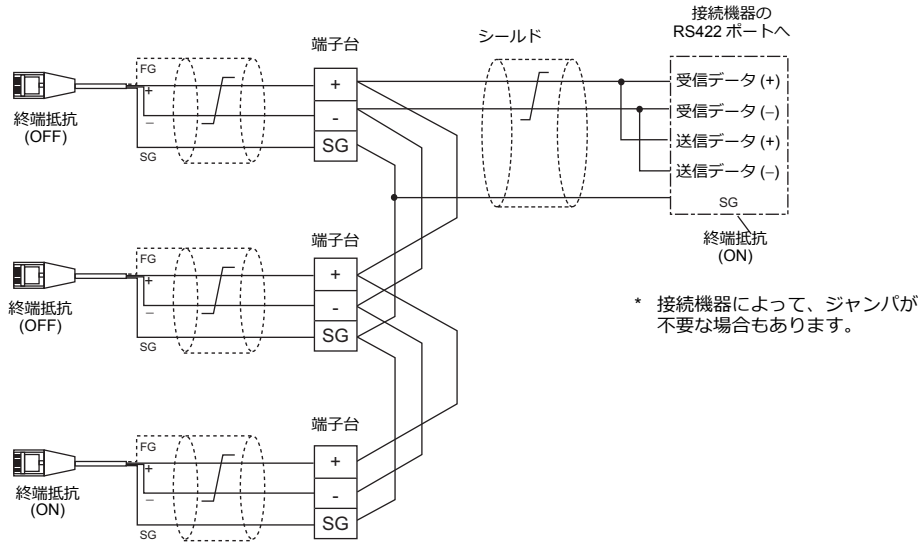 接続機器の
RS422 ポートへ
端子台
シールド
FG
+
–
SG
終端抵抗
(OFF)
+
-
SG
受信データ (+)
受信データ (–)
送信データ (+)
送信データ (–)
SG
終端抵抗
(ON)
端子台
FG
+
–
SG
終端抵抗
(OFF)
+
-
SG
* 接続機器によって、ジャンパが
不要な場合もあります。
端子台
FG
+
–
SG
終端抵抗
(ON)
+
-
SG